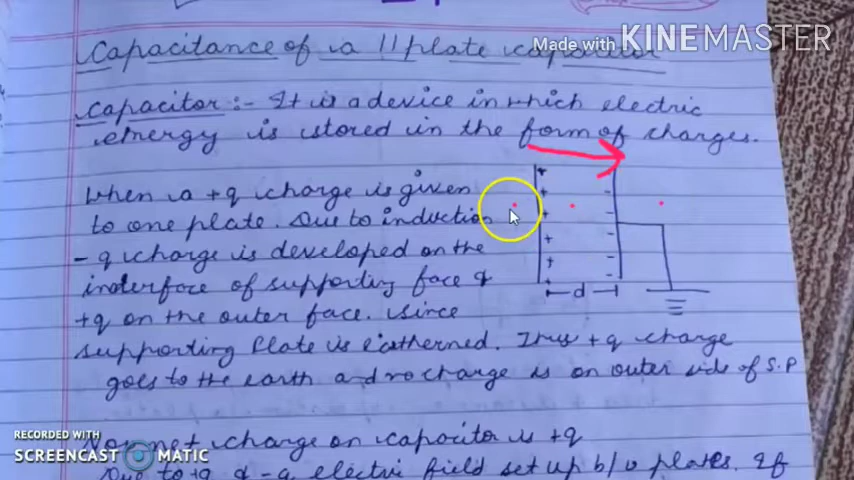 Capacitance of a || plate capacitor
Made with KINEMASTER
Capacitor :- It is a device in which electric
energy is stored in the form of charges.
When a +q charge is given
to one plate. Due to induction
-q charge is developed on the
inderface of supporting face &
+q on the outer face. Since
d
supporting Plate is eartherned. Thus +q charge
goes to the earth and no charge is on outer side of S.P
Now net charge on capacitor is +q
RECORDED WITH
SCREENCAST MATIC
Due to +q & -q electric field set up b/w plates. If